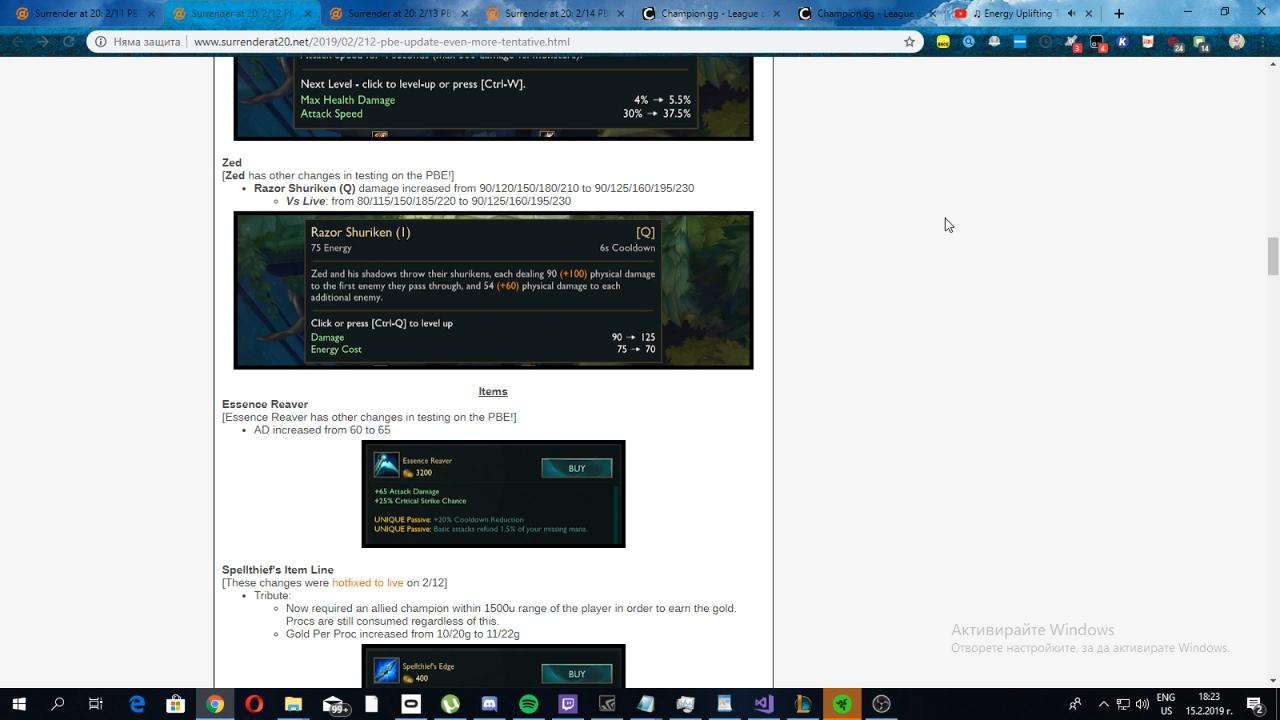 Surrender at 20: 2/11 PB
Surrender at 20: 2/12 PB
Surrender at 20: 2/13 PB
Surrender at 20: 2/14 PB
Champion.gg - League o
Champion.gg - League o
♫ Energy Uplifting T
Няма защита
www.surrenderat20.net/2019/02/212-pbe-update-even-more-tentative.html
Next Level - click to level-up or press [Ctrl-W].
Max Health Damage 4% → 5.5%
Attack Speed 30% → 37.5%
Zed
[Zed has other changes in testing on the PBE!]
• Razor Shuriken (Q) damage increased from 90/120/150/180/210 to 90/125/160/195/230
Vs Live: from 80/115/150/185/220 to 90/125/160/195/230
Razor Shuriken (1) [Q]
75 Energy 6s Cooldown
Zed and his shadows throw their shurikens, each dealing 90 (+100) physical damage
to the first enemy they pass through, and 54 (+60) physical damage to each
additional enemy.
Click or press [Ctrl-Q] to level up
Damage 90 → 125
Energy Cost 75 → 70
Items
Essence Reaver
[Essence Reaver has other changes in testing on the PBE!]
• AD increased from 60 to 65
Essence Reaver
3200
BUY
+65 Attack Damage
+25% Critical Strike Chance
UNIQUE Passive: +20% Cooldown Reduction
UNIQUE Passive: Basic attacks refund 1.5% of your missing mana.
Spellthief's Item Line
[These changes were hotfixed to live on 2/12]
• Tribute:
Now required an allied champion within 1500u range of the player in order to earn the gold.
Procs are still consumed regardless of this.
Gold Per Proc increased from 10/20g to 11/22g
Spellthief's Edge
400
BUY
Активирайте Windows
Отворете настройките, за да активирате Windows.
99+
ENG
US
18:23
15.2.2019 г.
2